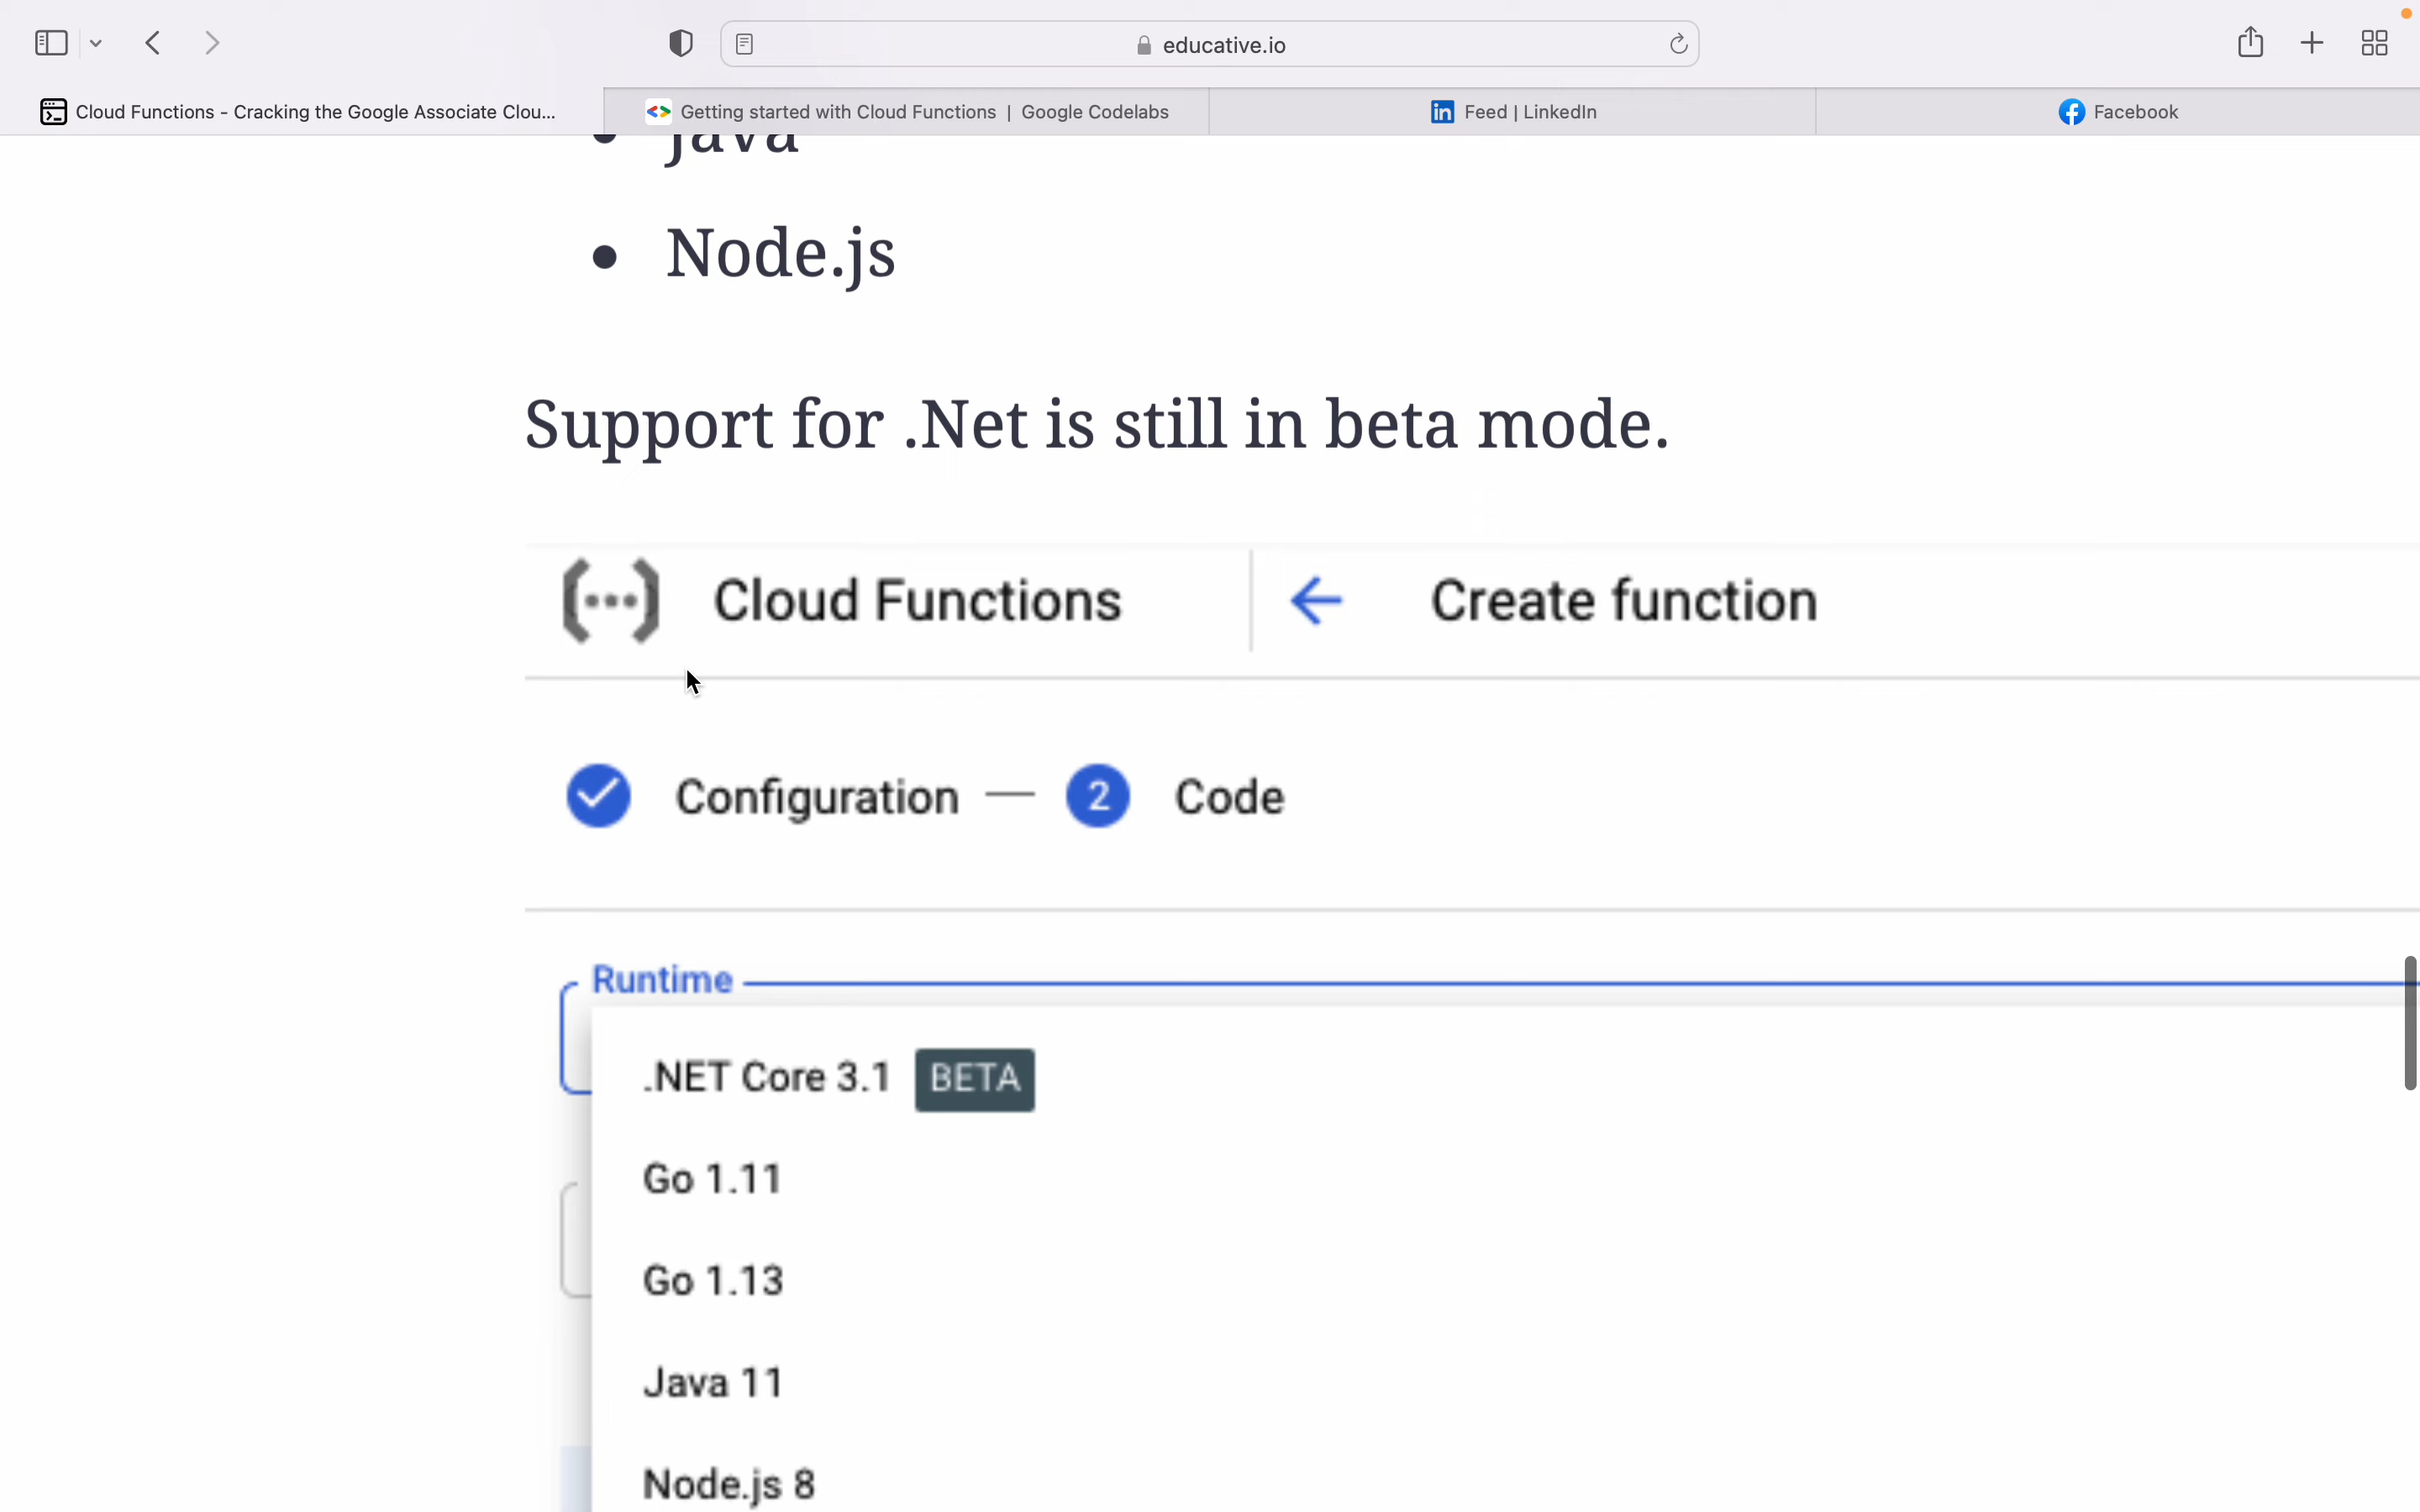 educative.io
Cloud Functions - Cracking the Google Associate Clou...
Getting started with Cloud Functions | Google Codelabs
Feed | LinkedIn
Facebook
Java
Node.js
Support for .Net is still in beta mode.
Cloud Functions
Create function
Configuration — 2 Code
Runtime
.NET Core 3.1 BETA
Go 1.11
Go 1.13
Java 11
Node.js 8